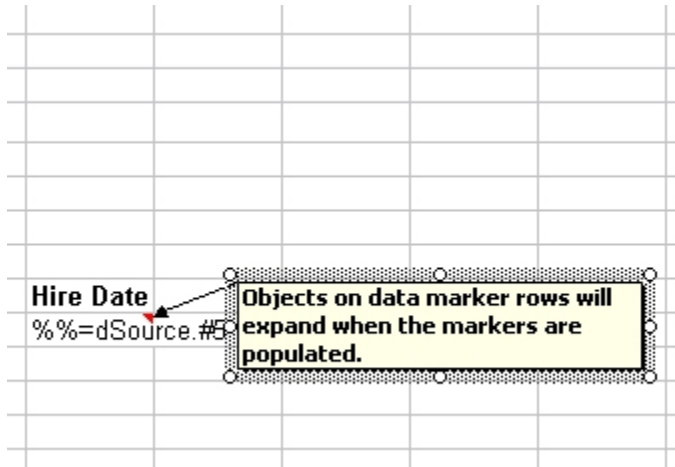 Hire Date
%%=dSource.#5
Objects on data marker rows will
expand when the markers are
populated.